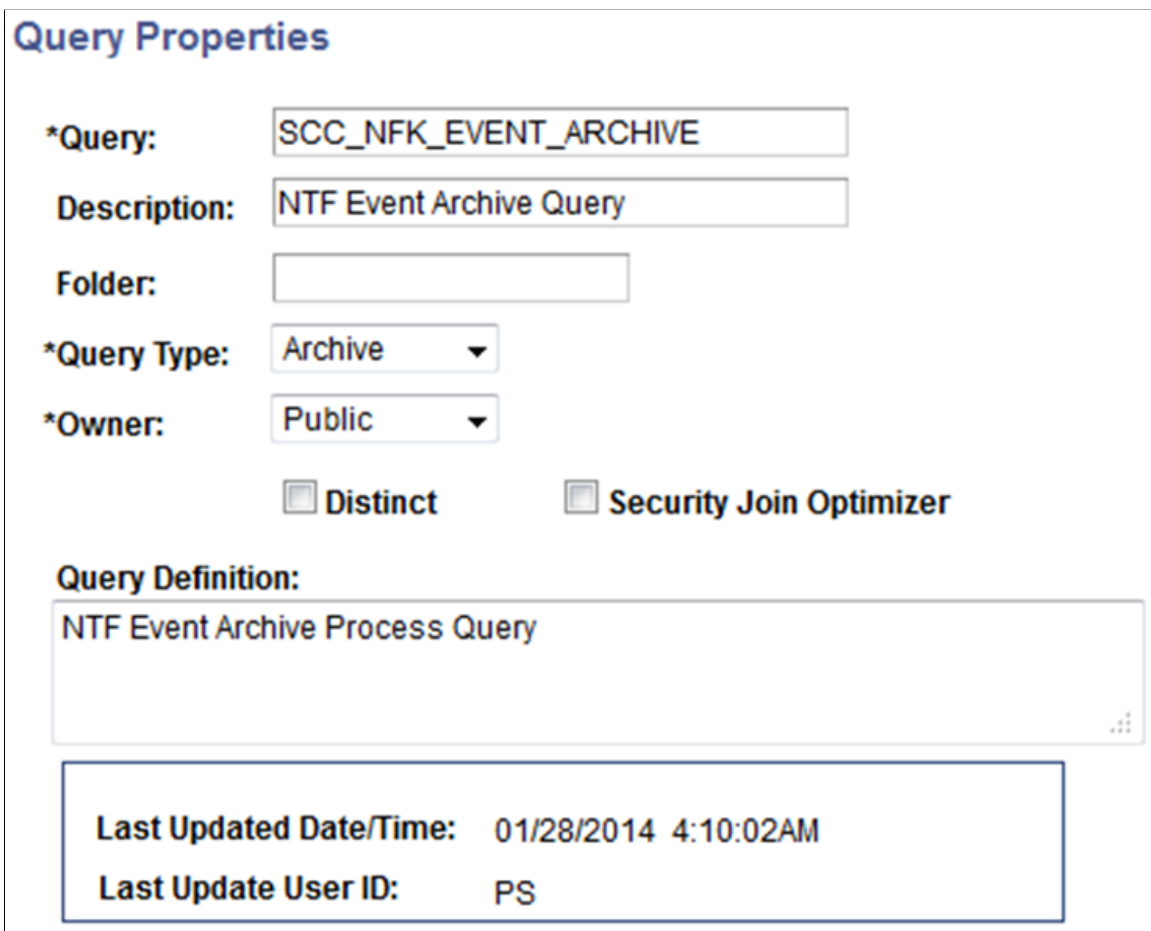 Query Properties
*Query: SCC_NFK_EVENT_ARCHIVE
Description: NTF Event Archive Query
Folder:
*Query Type: Archive
*Owner: Public
Distinct Security Join Optimizer
Query Definition:
NTF Event Archive Process Query
Last Updated Date/Time: 01/28/2014 4:10:02AM
Last Update User ID: PS